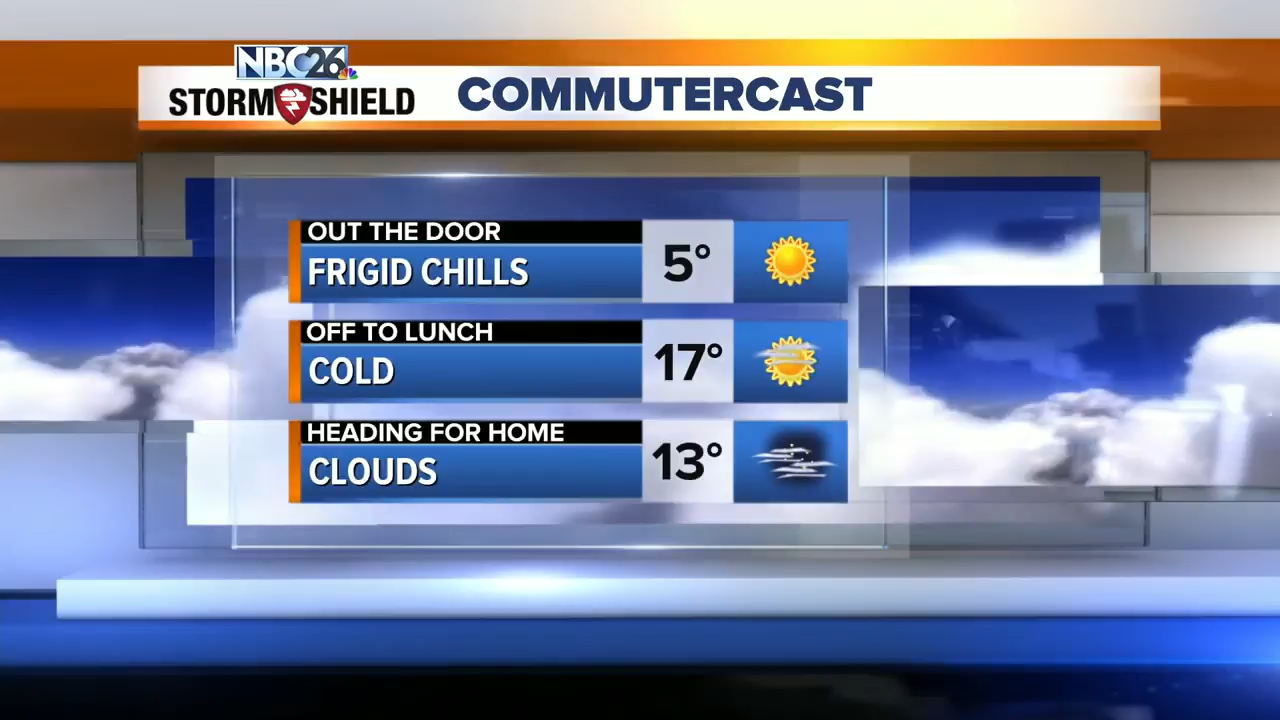 NBC26
STORM SHIELD
COMMUTERCAST
OUT THE DOOR
FRIGID CHILLS
5°
OFF TO LUNCH
COLD
17°
HEADING FOR HOME
CLOUDS
13°